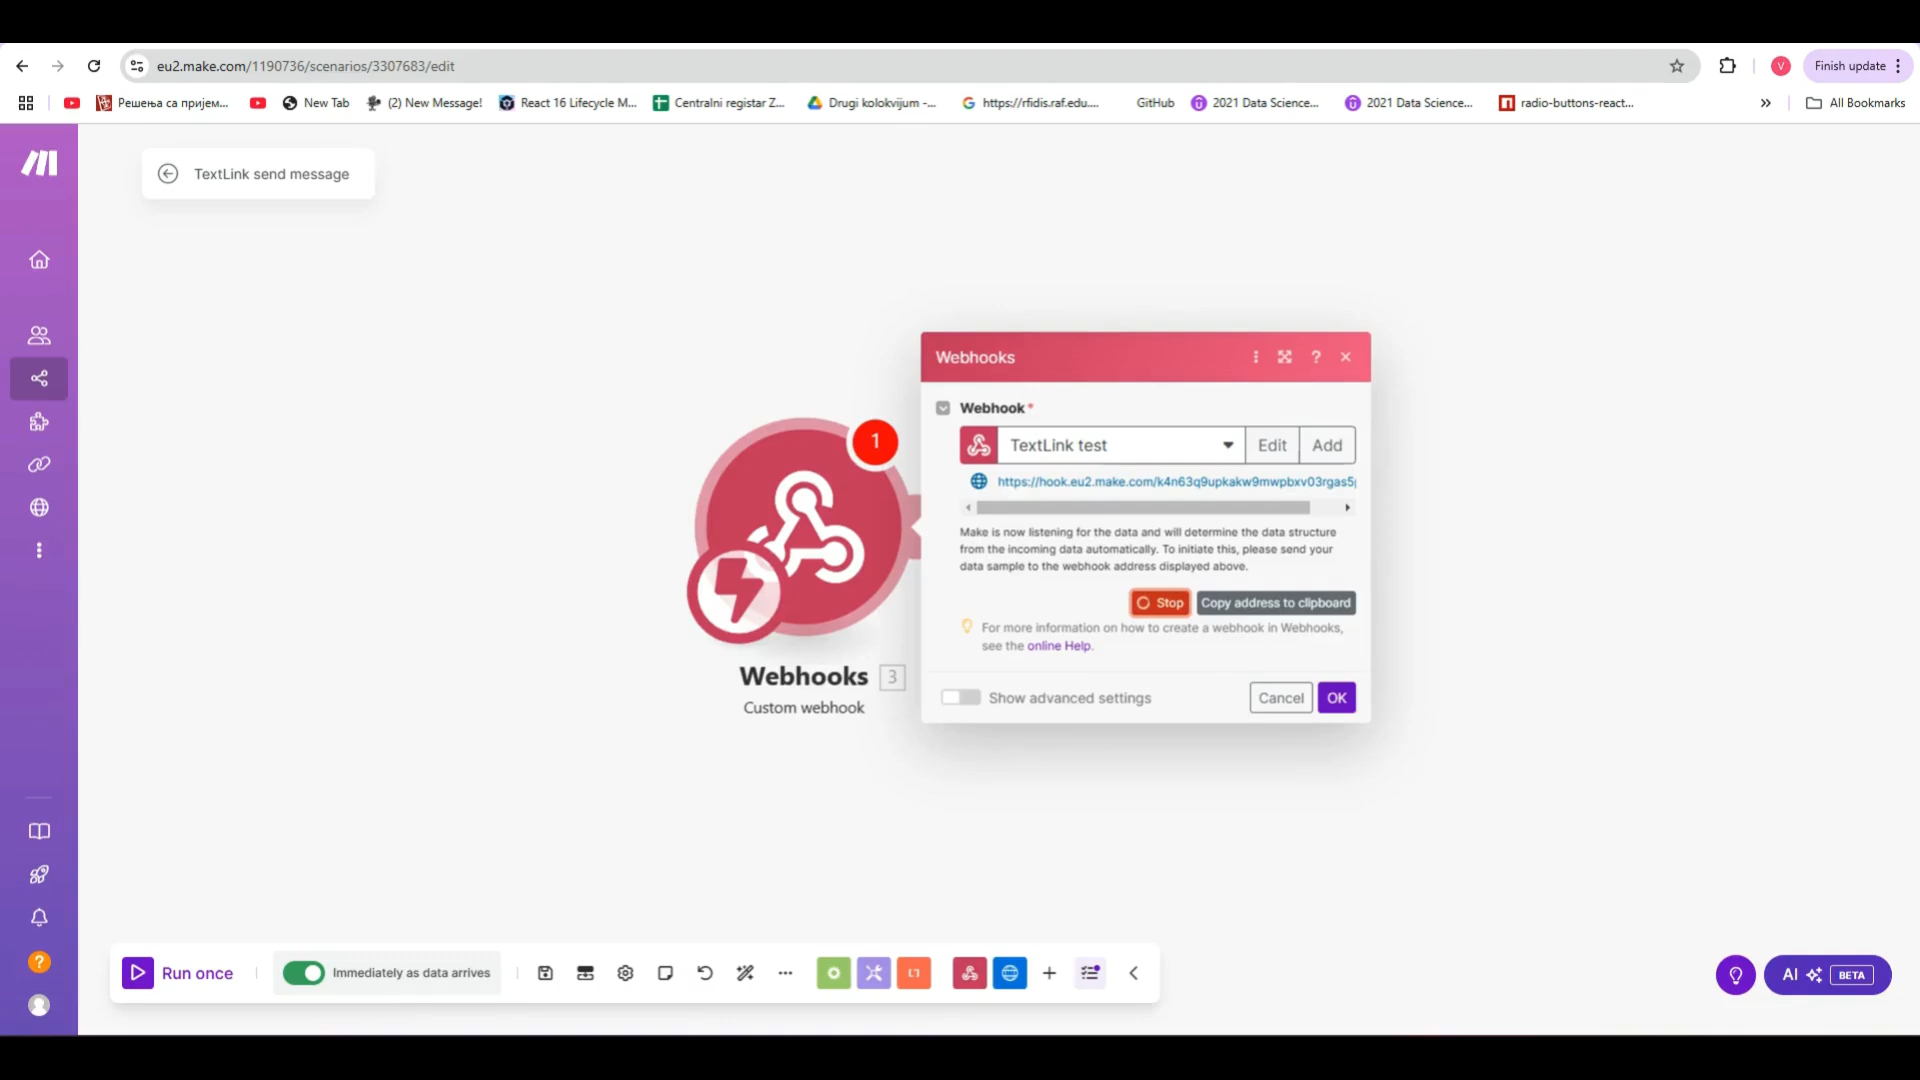 eu2.make.com/1190736/scenarios/3307683/edit
V
Finish update
Решења са пријем...
New Tab
(2) New Message!
React 16 Lifecycle M...
Centralni registar Z...
Drugi kolokvijum -...
https://rfidis.raf.edu....
GitHub
2021 Data Science...
2021 Data Science...
radio-buttons-react...
»
All Bookmarks
TextLink send message
Webhooks
?
Webhook *
1
TextLink test
Edit
Add
https://hook.eu2.make.com/k4n63q9upkakw9mwpbxv03rgas5
Make is now listening for the data and will determine the data structure
from the incoming data automatically. To initiate this, please send your
data sample to the webhook address displayed above.
Stop
Copy address to clipboard
For more information on how to create a webhook in Webhooks,
see the online Help.
Webhooks
3
Custom webhook
Show advanced settings
Cancel
OK
?
Run once
Immediately as data arrives
AI
BETA